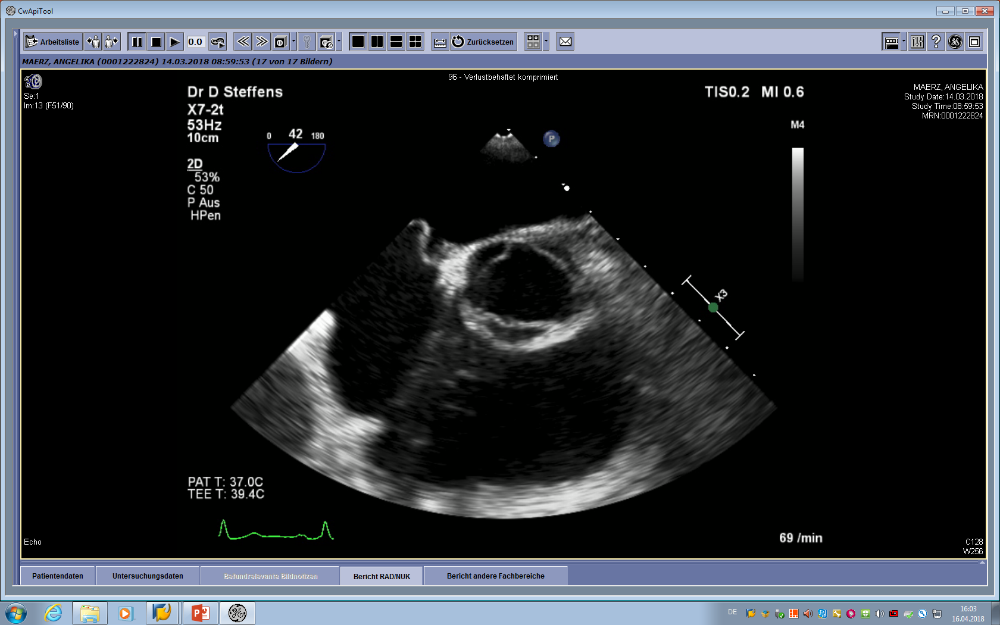 CwApiTool
Arbeitsliste
0.0
Zurücksetzen
MAERZ, ANGELIKA (0001222824) 14.03.2018 08:59:53 (17 von 17 Bildern)
96 - Verlustbehaftet komprimiert
Se:1
Im:13 (F51/90)
MAERZ, ANGELIKA
Study Date:14.03.2018
Study Time:08:59:53
MRN:0001222824
Dr D Steffens
X7-2t
53Hz
10cm
TIS0.2 MI 0.6
M4
0 42 180
P
2D
53%
C 50
P Aus
HPen
X3
PAT T: 37.0C
TEE T: 39.4C
69 /min
Echo
C128
W256
Patientendaten
Untersuchungsdaten
Befundrelevante Bildnotizen
Bericht RAD/NUK
Bericht andere Fachbereiche
DE
16:03
16.04.2018